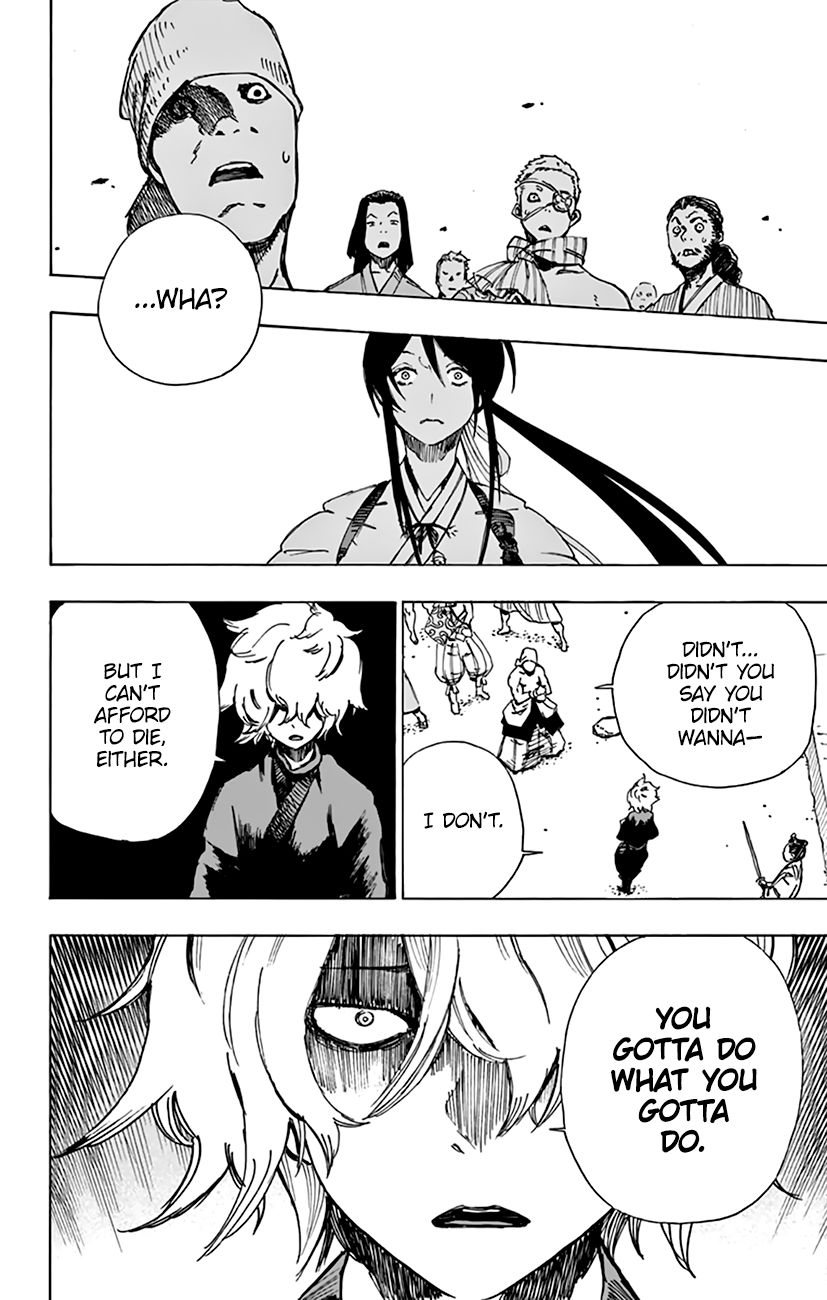 ...WHA?
DIDN'T...
DIDN'T YOU
SAY YOU
DIDN'T
WANNA—
I DON'T.
BUT I
CAN'T
AFFORD
TO DIE,
EITHER.
YOU
GOTTA DO
WHAT YOU
GOTTA
DO.